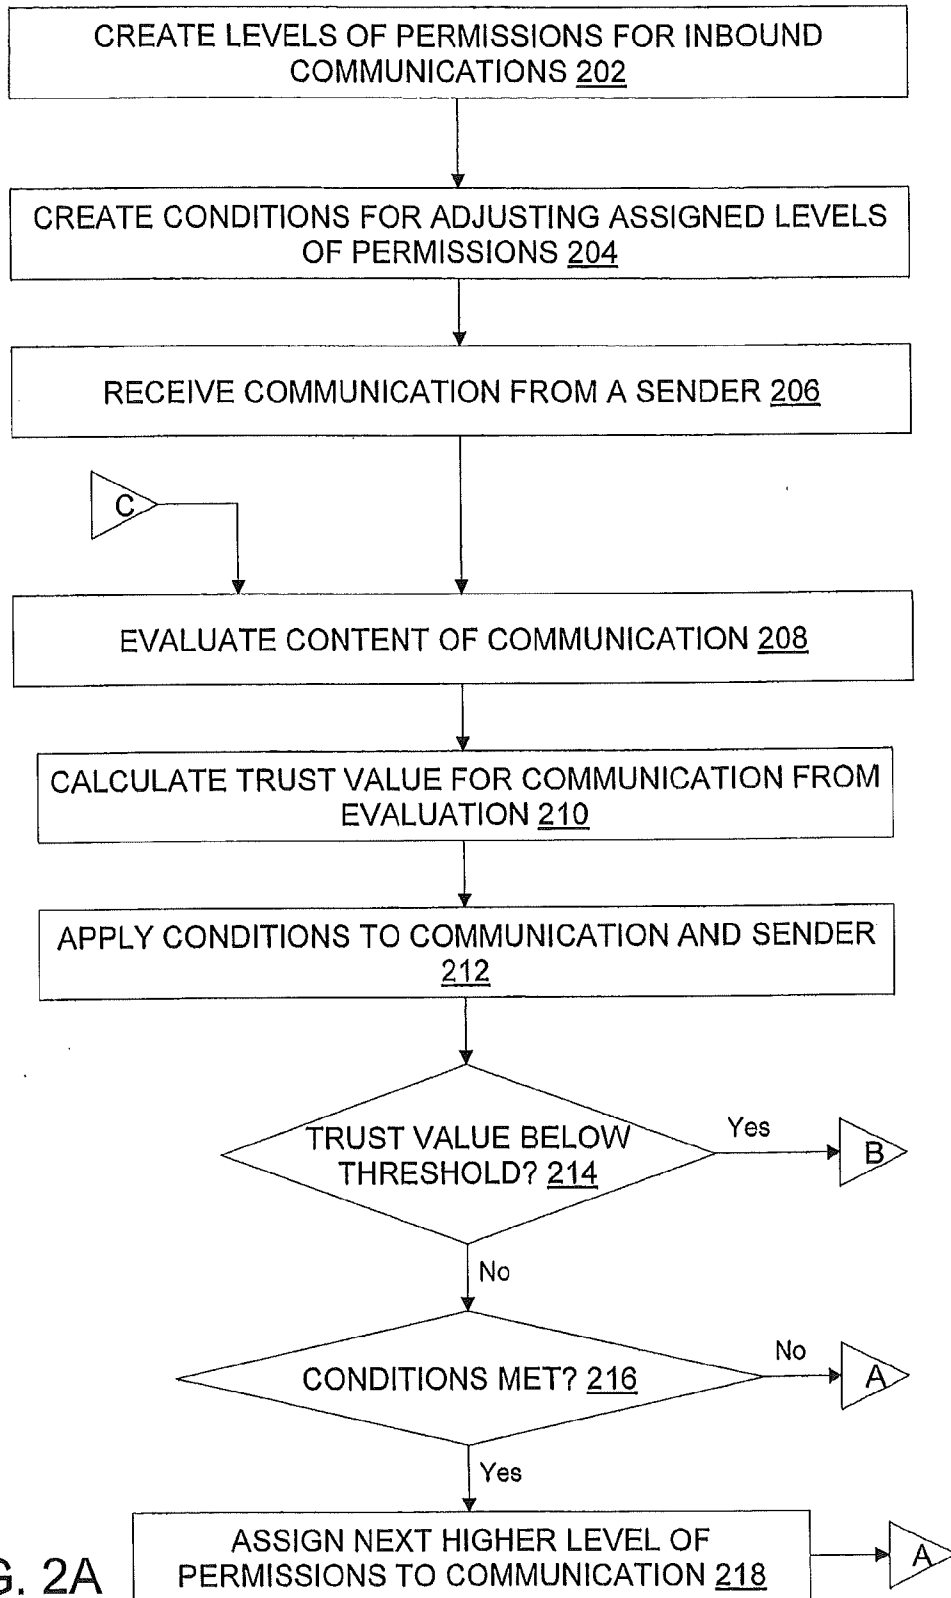 CREATE LEVELS OF PERMISSIONS FOR INBOUND
COMMUNICATIONS 202
CREATE CONDITIONS FOR ADJUSTING ASSIGNED LEVELS
OF PERMISSIONS 204
RECEIVE COMMUNICATION FROM A SENDER 206
C
EVALUATE CONTENT OF COMMUNICATION 208
CALCULATE TRUST VALUE FOR COMMUNICATION FROM
EVALUATION 210
APPLY CONDITIONS TO COMMUNICATION AND SENDER
212
TRUST VALUE BELOW
THRESHOLD? 214
Yes
B
No
CONDITIONS MET? 216
No
A
Yes
ASSIGN NEXT HIGHER LEVEL OF
PERMISSIONS TO COMMUNICATION 218
A
G. 2A